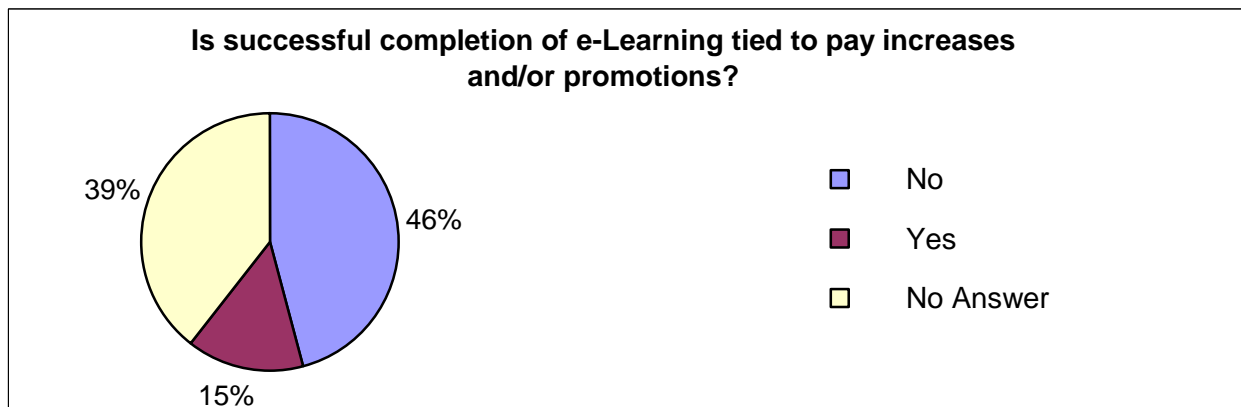 Is successful completion of e-Learning tied to pay increases
and/or promotions?
39%
46%
15%
No
Yes
No Answer